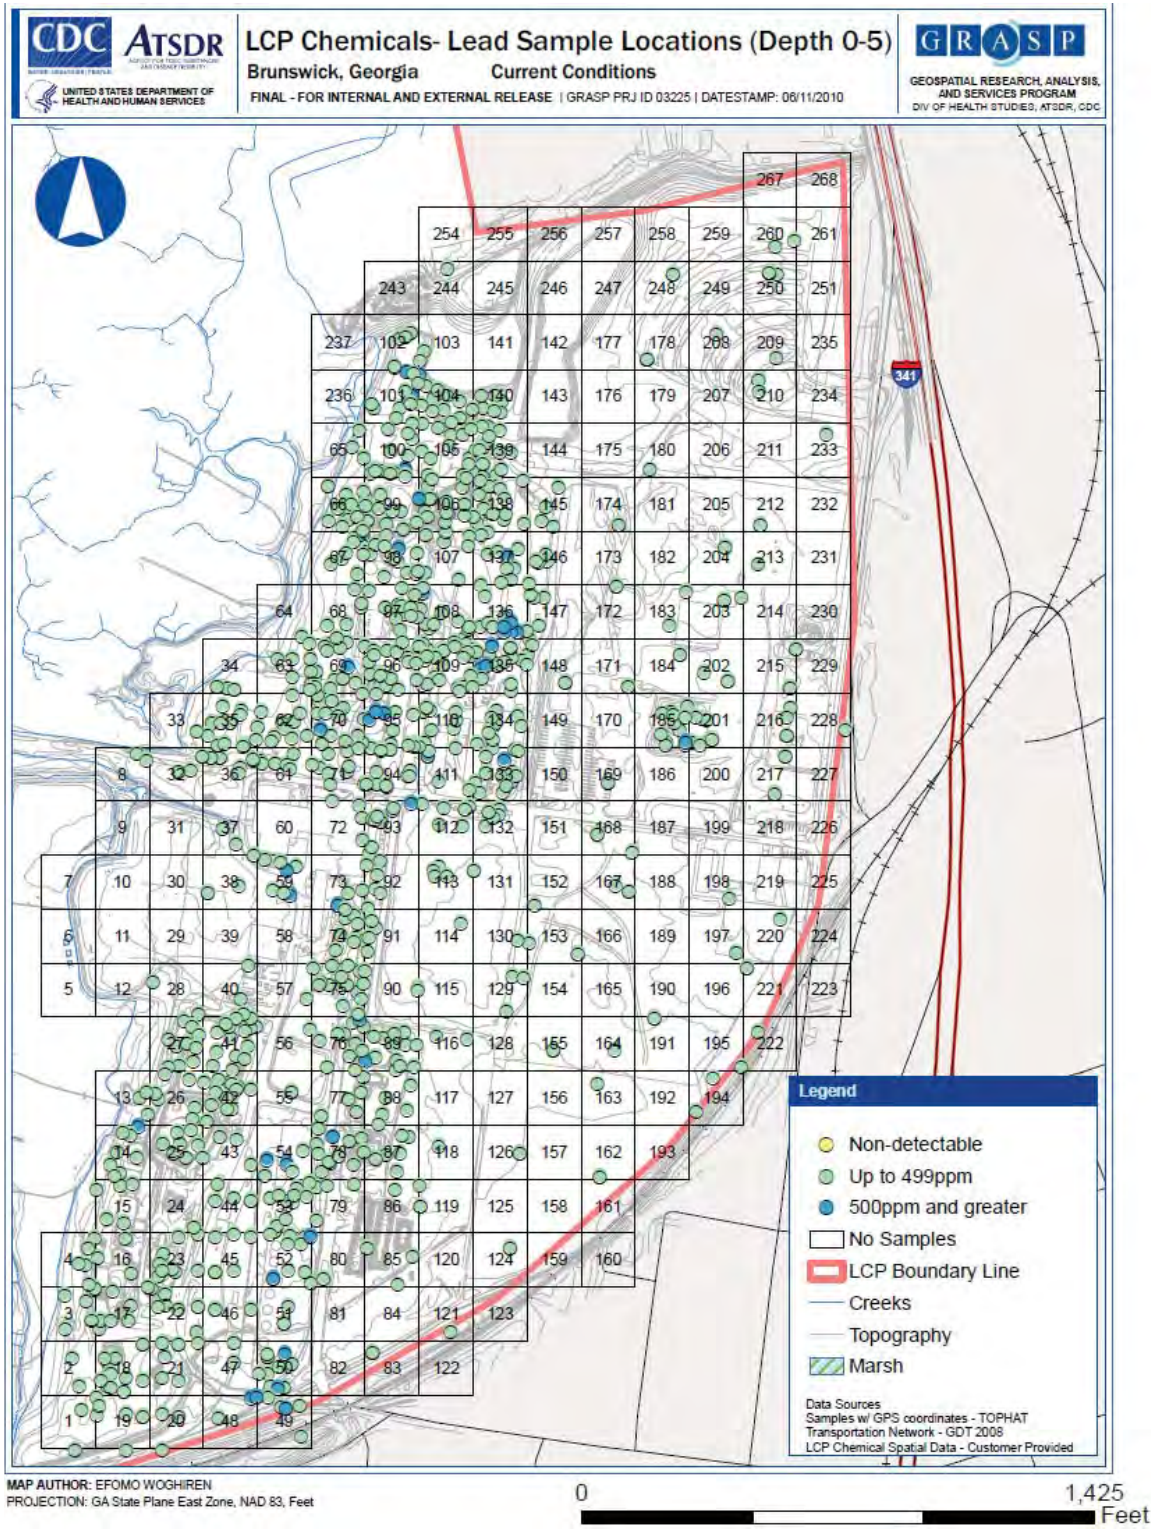 CDC
ATSDR
UNITED STATES DEPARTMENT OF
HEALTH AND HUMAN SERVICES
LCP Chemicals- Lead Sample Locations (Depth 0-5)
Brunswick, Georgia Current Conditions
FINAL - FOR INTERNAL AND EXTERNAL RELEASE | GRASP PRJ ID 03225 | DATESTAMP: 06/11/2010
GRASP
GEOSPATIAL RESEARCH, ANALYSIS,
AND SERVICES PROGRAM
DIV OF HEALTH STUDIES, ATSDR, CDC
267 268
254 255 256 257 258 259 260 261
243 244 245 246 247 248 249 250 251
237 102 103 141 142 177 178 208 209 235
341
236 101 104 140 143 176 179 207 210 234
65 100 105 139 144 175 180 206 211 233
66 99 106 138 145 174 181 205 212 232
67 98 107 137 146 173 182 204 213 231
64 68 97 108 136 147 172 183 203 214 230
34 63 69 96 109 135 148 171 184 202 215 229
33 35 62 70 95 110 134 149 170 185 201 216 228
8 32 36 61 71 94 111 133 150 169 186 200 217 227
9 31 37 60 72 93 112 132 151 168 187 199 218 226
7 10 30 38 59 73 92 113 131 152 167 188 198 219 225
6 11 29 39 58 74 91 114 130 153 166 189 197 220 224
5 12 28 40 57 75 90 115 129 154 165 190 196 221 223
27 41 56 76 89 116 128 155 164 191 195 222
13 26 42 55 77 88 117 127 156 163 192 194
14 25 43 54 78 87 118 126 157 162 193
15 24 44 53 79 86 119 125 158 161
4 16 23 45 52 80 85 120 124 159 160
3 17 22 46 51 81 84 121 123
2 18 21 47 50 82 83 122
1 19 20 48 49
Legend
Non-detectable
Up to 499ppm
500ppm and greater
No Samples
LCP Boundary Line
Creeks
Topography
Marsh
Data Sources
Samples w/ GPS coordinates - TOPHAT
Transportation Network - GDT 2008
LCP Chemical Spatial Data - Customer Provided
MAP AUTHOR: EFOMO WOGHIREN
PROJECTION: GA State Plane East Zone, NAD 83, Feet
0 1,425
Feet